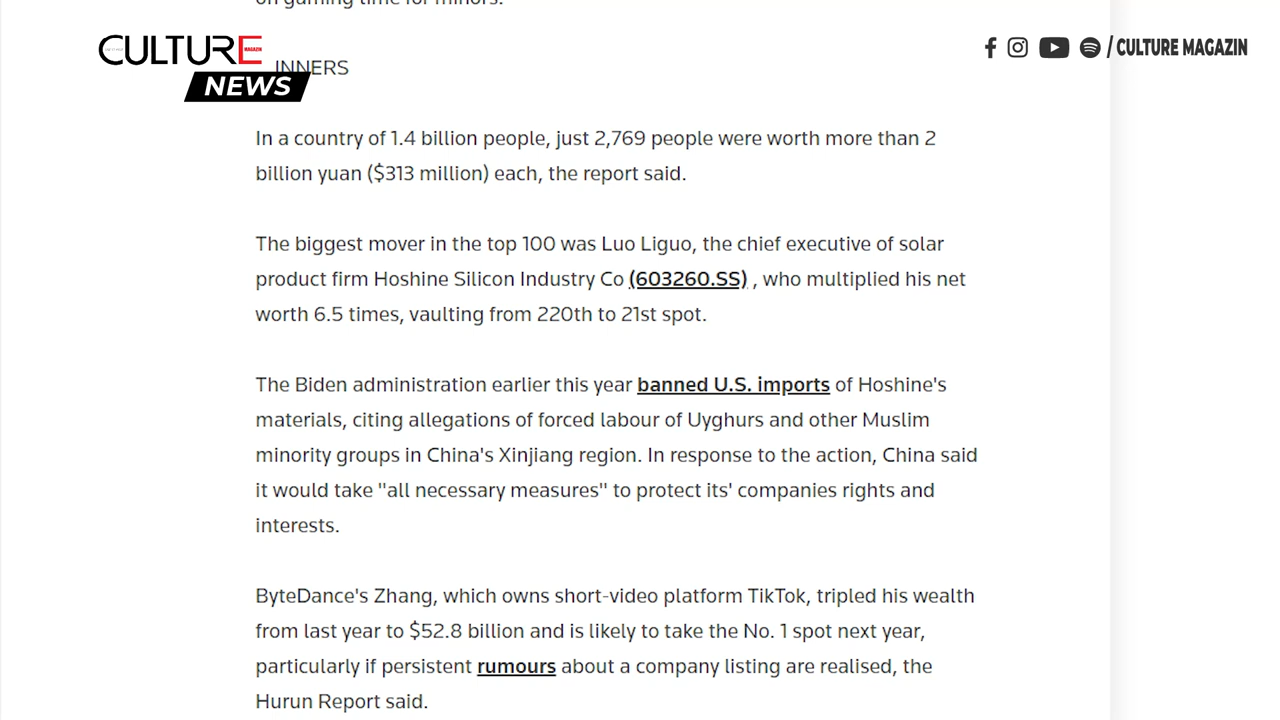 CULTURE
MAGAZIN
NEWS
/ CULTURE MAGAZIN
INNERS
In a country of 1.4 billion people, just 2,769 people were worth more than 2
billion yuan ($313 million) each, the report said.
The biggest mover in the top 100 was Luo Liguo, the chief executive of solar
product firm Hoshine Silicon Industry Co (603260.SS) , who multiplied his net
worth 6.5 times, vaulting from 220th to 21st spot.
The Biden administration earlier this year banned U.S. imports of Hoshine's
materials, citing allegations of forced labour of Uyghurs and other Muslim
minority groups in China's Xinjiang region. In response to the action, China said
it would take "all necessary measures" to protect its' companies rights and
interests.
ByteDance's Zhang, which owns short-video platform TikTok, tripled his wealth
from last year to $52.8 billion and is likely to take the No. 1 spot next year,
particularly if persistent rumours about a company listing are realised, the
Hurun Report said.